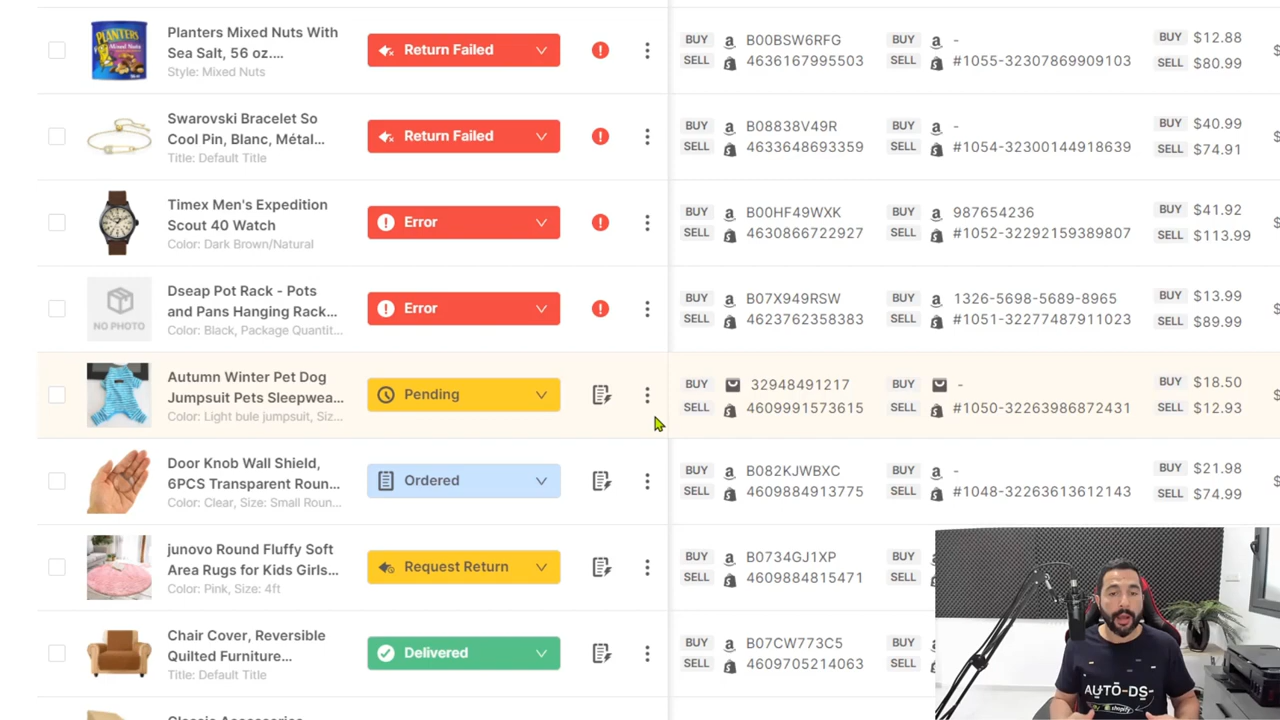 Planters Mixed Nuts With
Sea Salt, 56 oz....
Style: Mixed Nuts
Return Failed
BUY B00BSW6RFG BUY - BUY $12.88
SELL 4636167995503 SELL #1055-32307869909103 SELL $80.99
Swarovski Bracelet So
Cool Pin, Blanc, Métal...
Title: Default Title
Return Failed
BUY B08838V49R BUY - BUY $40.99
SELL 4633648693359 SELL #1054-32300144918639 SELL $74.91
Timex Men's Expedition
Scout 40 Watch
Color: Dark Brown/Natural
Error
BUY B00HF49WXK BUY 987654236 BUY $41.92
SELL 4630866722927 SELL #1052-32292159389807 SELL $113.99
NO PHOTO
Dseap Pot Rack - Pots
and Pans Hanging Rack...
Color: Black, Package Quantit...
Error
BUY B07X949RSW BUY 1326-5698-5689-8965 BUY $13.99
SELL 4623762358383 SELL #1051-32277487911023 SELL $89.99
Autumn Winter Pet Dog
Jumpsuit Pets Sleepwea...
Color: Light bule jumpsuit, Siz...
Pending
BUY 32948491217 BUY - BUY $18.50
SELL 4609991573615 SELL #1050-32263986872431 SELL $12.93
Door Knob Wall Shield,
6PCS Transparent Roun...
Color: Clear, Size: Small Roun...
Ordered
BUY B082KJWBXC BUY - BUY $21.98
SELL 4609884913775 SELL #1048-32263613612143 SELL $74.99
junovo Round Fluffy Soft
Area Rugs for Kids Girls...
Color: Pink, Size: 4ft
Request Return
BUY B0734GJ1XP BUY
SELL 4609884815471 SELL
Chair Cover, Reversible
Quilted Furniture...
Title: Default Title
Delivered
BUY B07CW773C5 BUY
SELL 4609705214063 SELL
AUTO-DS-
shopify
PLANTERS
Mixed Nuts